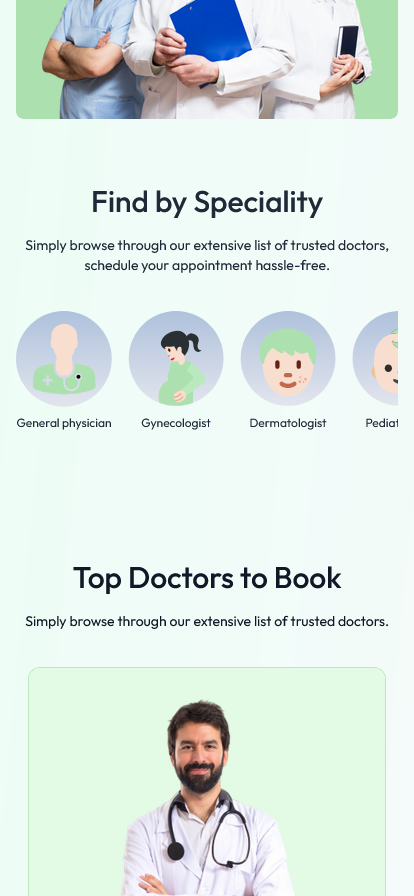 Find by Speciality
Simply browse through our extensive list of trusted doctors,
schedule your appointment hassle-free.
General physician
Gynecologist
Dermatologist
Pediat
Top Doctors to Book
Simply browse through our extensive list of trusted doctors.